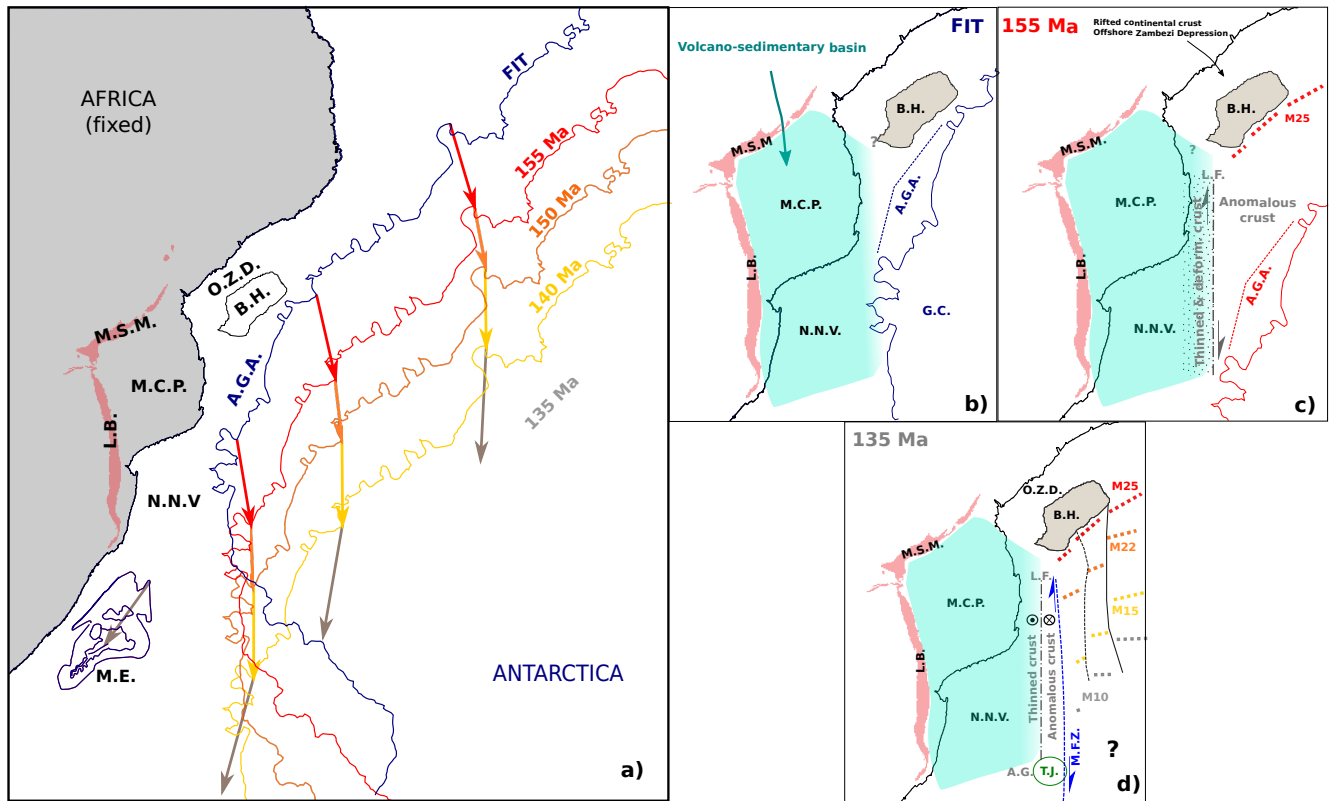 AFRICA
(fixed)
FIT
155 Ma
150 Ma
140 Ma
135 Ma
O.Z.D.
B.H.
M.S.M.
M.C.P.
A.G.A.
L.B.
N.N.V
M.E.
ANTARCTICA
a)
FIT
Volcano-sedimentary basin
B.H.
?
M.S.M
M.C.P.
A.G.A.
L.B.
N.N.V.
G.C.
b)
155 Ma
Rifted continental crust
Offshore Zambezi Depression
B.H.
M25
?
M.S.M.
L.F.
M.C.P.
Anomalous
crust
Thinned & deform. crust
L.B.
A.G.A.
N.N.V.
c)
135 Ma
O.Z.D.
M25
B.H.
M22
M.S.M.
L.F.
M.C.P.
M15
Thinned crust
Anomalous crust
L.B.
M10
N.N.V.
M.F.Z.
?
A.G.
T.J.
d)